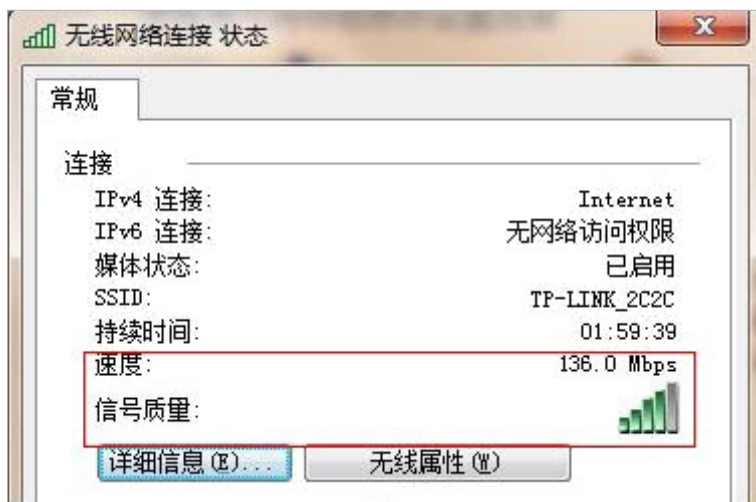 无线网络连接 状态
常规
连接
IPv4 连接: Internet
IPv6 连接: 无网络访问权限
媒体状态: 已启用
SSID: TP-LINK_2C2C
持续时间: 01:59:39
速度: 136.0 Mbps
信号质量:
详细信息(E)... 无线属性(W)